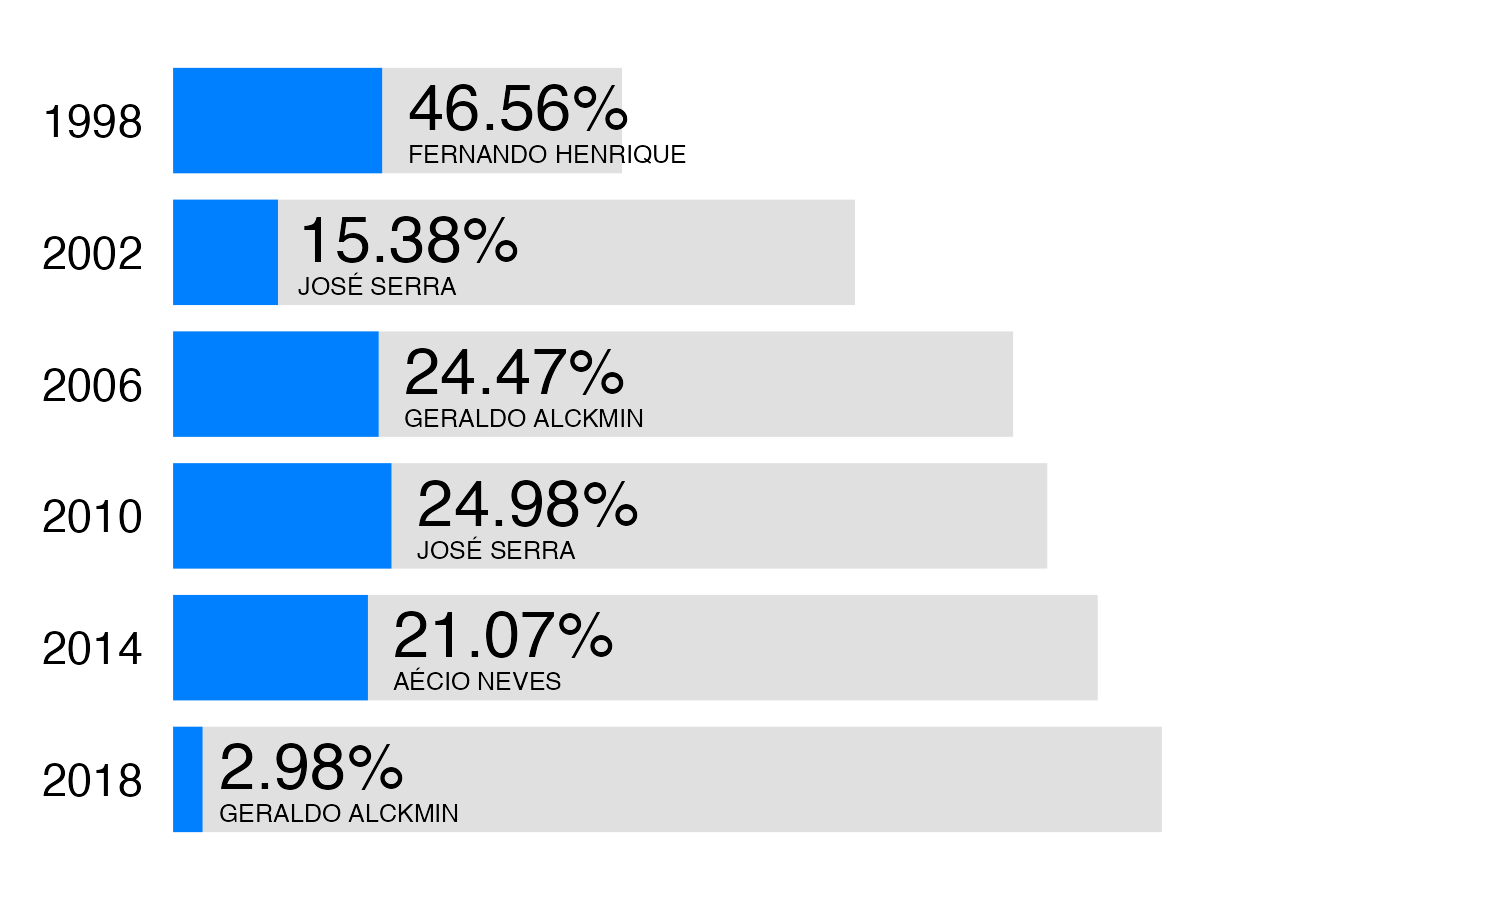 1998
46.56%
FERNANDO HENRIQUE
2002
15.38%
JOSÉ SERRA
2006
24.47%
GERALDO ALCKMIN
2010
24.98%
JOSÉ SERRA
2014
21.07%
AÉCIO NEVES
2018
2.98%
GERALDO ALCKMIN